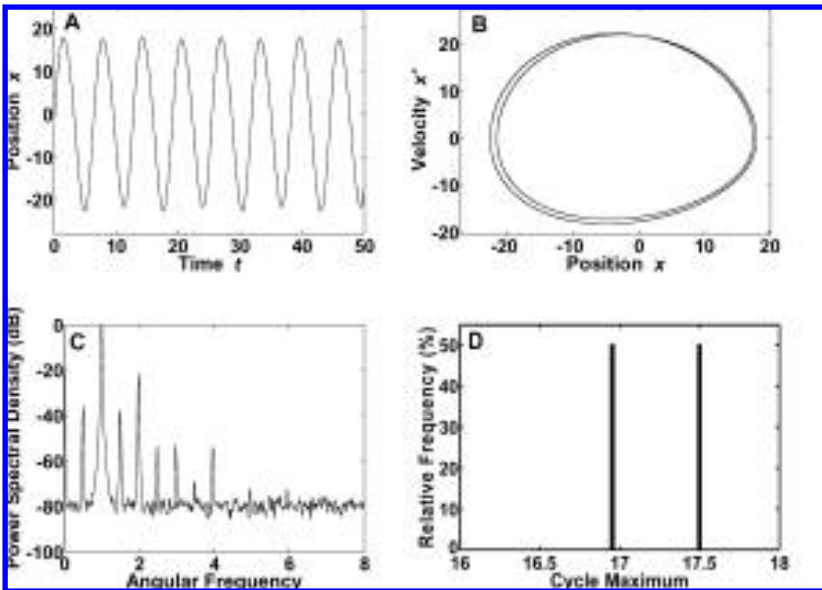 A
Position x
20
10
0
-10
-20
0 10 20 30 40 50
Time t
B
Velocity x'
20
10
0
-10
-20
-20 -10 0 10 20
Position x
C
Power Spectral Density (dB)
0
-20
-40
-60
-80
-100
0 2 4 6 8
Angular Frequency
D
Relative Frequency (%)
50
40
30
20
10
0
16 16.5 17 17.5 18
Cycle Maximum